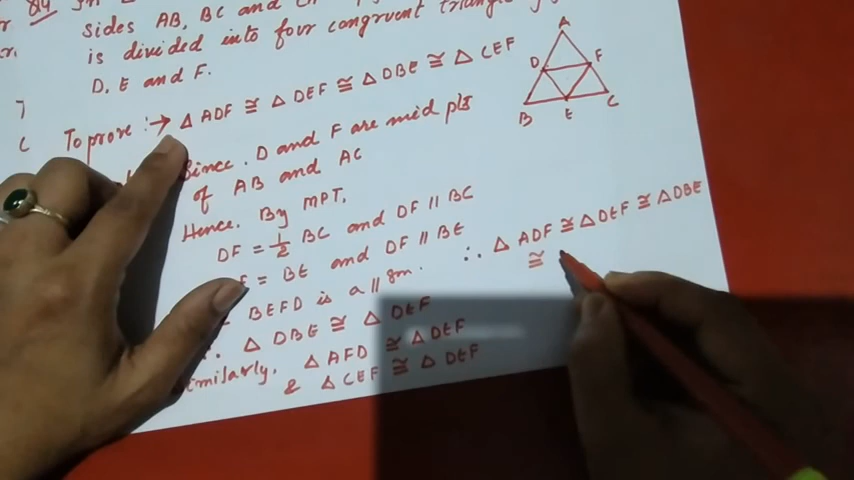 Q4
sides AB, BC and
is divided into four congruent
D, E and F.
To prove :→ △ ADF ≅ △ DEF ≅ △ DBE ≅ △ CEF
Since. D and F are mid pts
of AB and AC
Hence. By MPT.
DF = 1/2 BC and DF || BC
= BE and DF || BE
BEFD is a || gm.
△ DBE ≅ △ DEF
△ AFD ≅ △ DEF
& △ CEF ≅ △ DEF
∴ △ ADF ≅ △ DEF ≅ △ DBE
≅
A
D
F
B
E
C